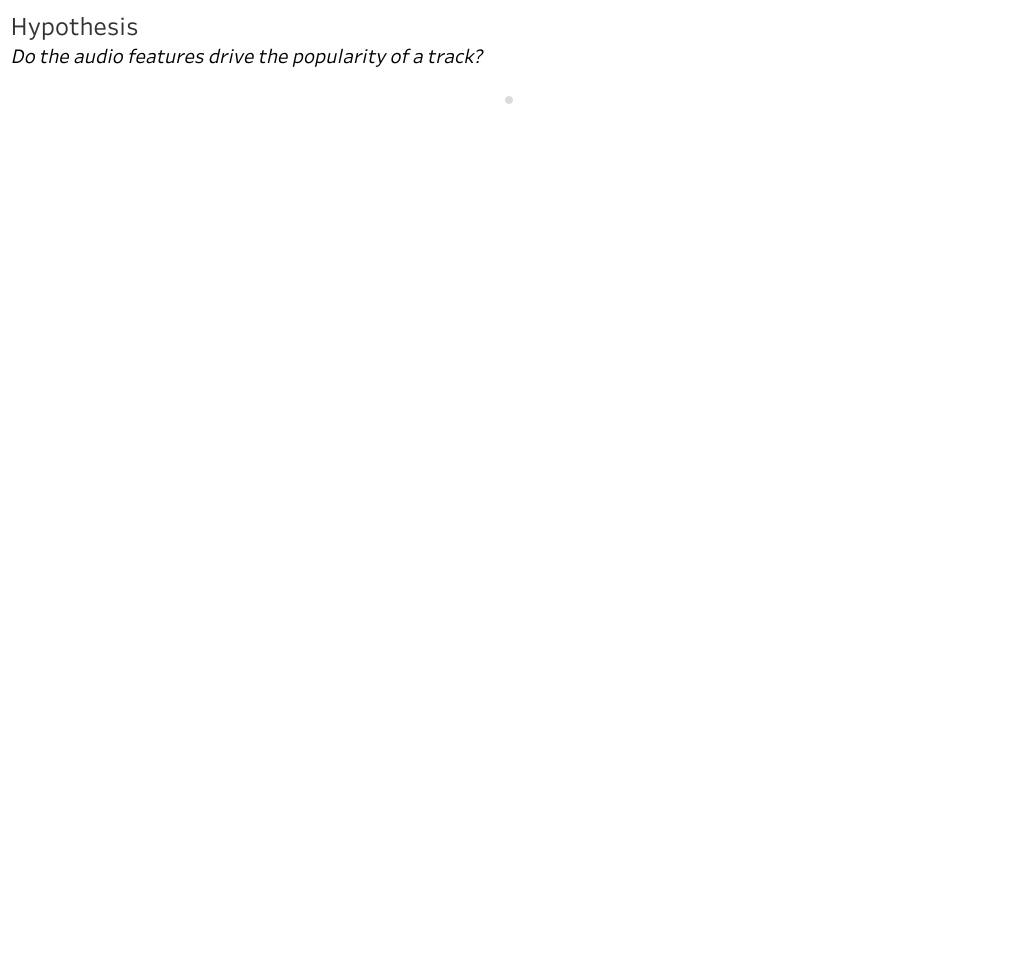 Hypothesis
Do the audio features drive the popularity of a track?